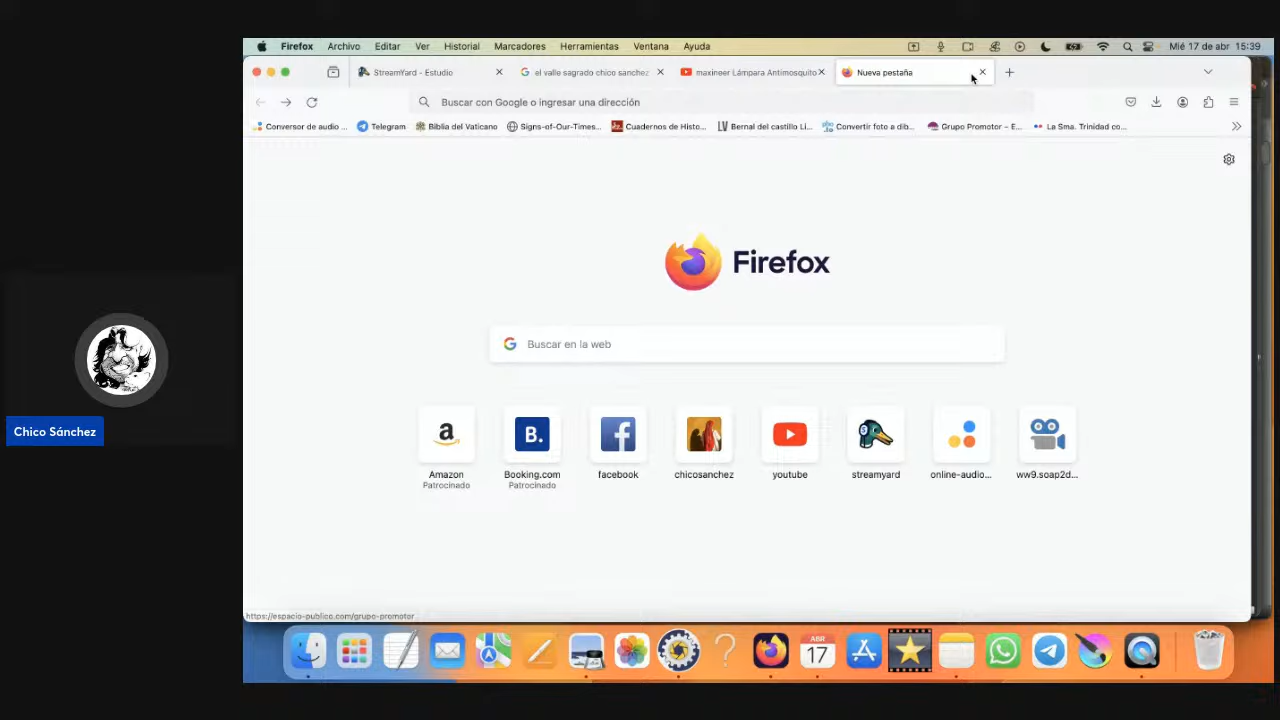 Firefox Archivo Editar Ver Historial Marcadores Herramientas Ventana Ayuda Mié 17 de abr 15:39
StreamYard - Estudio el valle sagrado chico sanchez maxineer Lámpara Antimosquito Nueva pestaña
Buscar con Google o ingresar una dirección
Conversor de audio ... Telegram Biblia del Vaticano Signs-of-Our-Times... Cuadernos de Histo... Bernal del castillo Li... Convertir foto a dib... Grupo Promotor – E... La Sma. Trinidad co...
Firefox
Buscar en la web
a B. f
Amazon Booking.com facebook chicosanchez youtube streamyard online-audio... ww9.soap2d...
Patrocinado Patrocinado
Chico Sánchez
https://espacio-publico.com/grupo-promotor
ABR
17